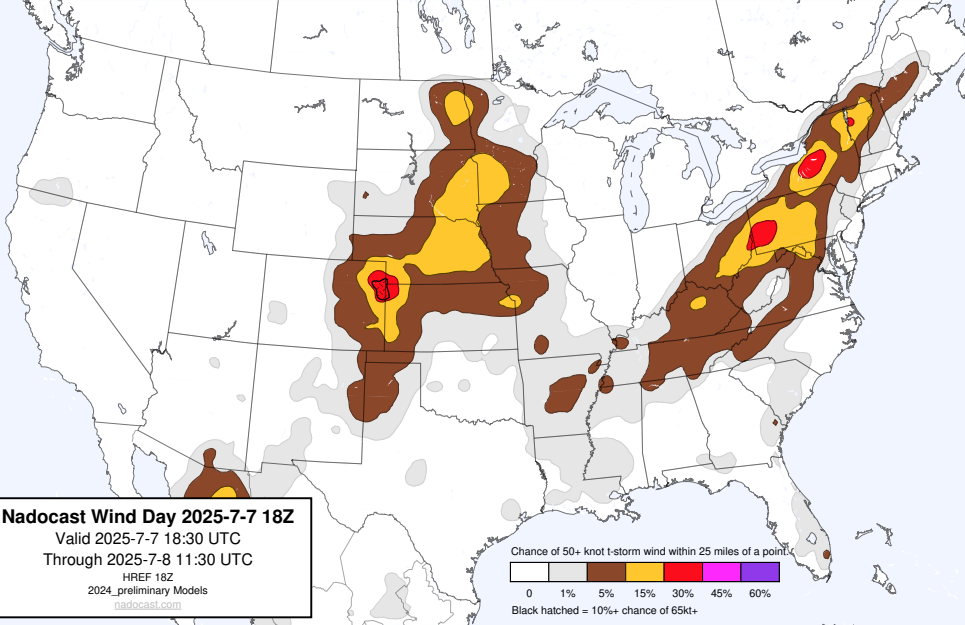 Nadocast Wind Day 2025-7-7 18Z
Valid 2025-7-7 18:30 UTC
Through 2025-7-8 11:30 UTC
HREF 18Z
2024_preliminary Models
nadocast.com
Chance of 50+ knot t-storm wind within 25 miles of a point.
0 1% 5% 15% 30% 45% 60%
Black hatched = 10%+ chance of 65kt+